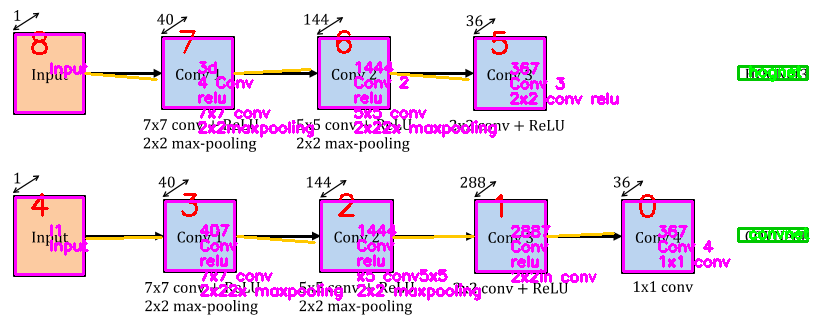 1 40 144 36
8 7 6 5
Input Conv 1 Conv 2 Conv 3
Input 3d 1444 367
4 Conv Conv 2 Conv 3
relu relu 2x2 conv relu
7x7 conv 5x5 conv
2x2 maxpooling 2x22x maxpooling
7x7 conv + ReLU 5x5 conv + ReLU 2x2 conv + ReLU
2x2 max-pooling 2x2 max-pooling
1 40 144 288 36
4 3 2 1 0
Input Conv 1 Conv 2 Conv 3 Conv 4
I1 407 1444 2887 367
Input Conv Conv Conv Conv 4
relu relu relu 1x1 conv
7x7 conv x5 conv5x5 2x2in conv
2x22x maxpooling 2x2 maxpooling
7x7 conv + ReLU 5x5 conv + ReLU 2x2 conv + ReLU 1x1 conv
2x2 max-pooling 2x2 max-pooling